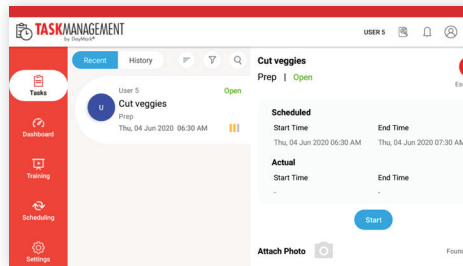 TASKMANAGEMENT
by DayMark®
USER 5
Tasks
Dashboard
Training
Scheduling
Settings
Recent
History
User 5
Open
U
Cut veggies
Prep
Thu, 04 Jun 2020 06:30 AM
Cut veggies
Prep | Open
Scheduled
Start Time
End Time
Thu, 04 Jun 2020 06:30 AM
Thu, 04 Jun 2020 07:30 AM
Actual
Start Time
End Time
-
-
Start
Attach Photo
Found